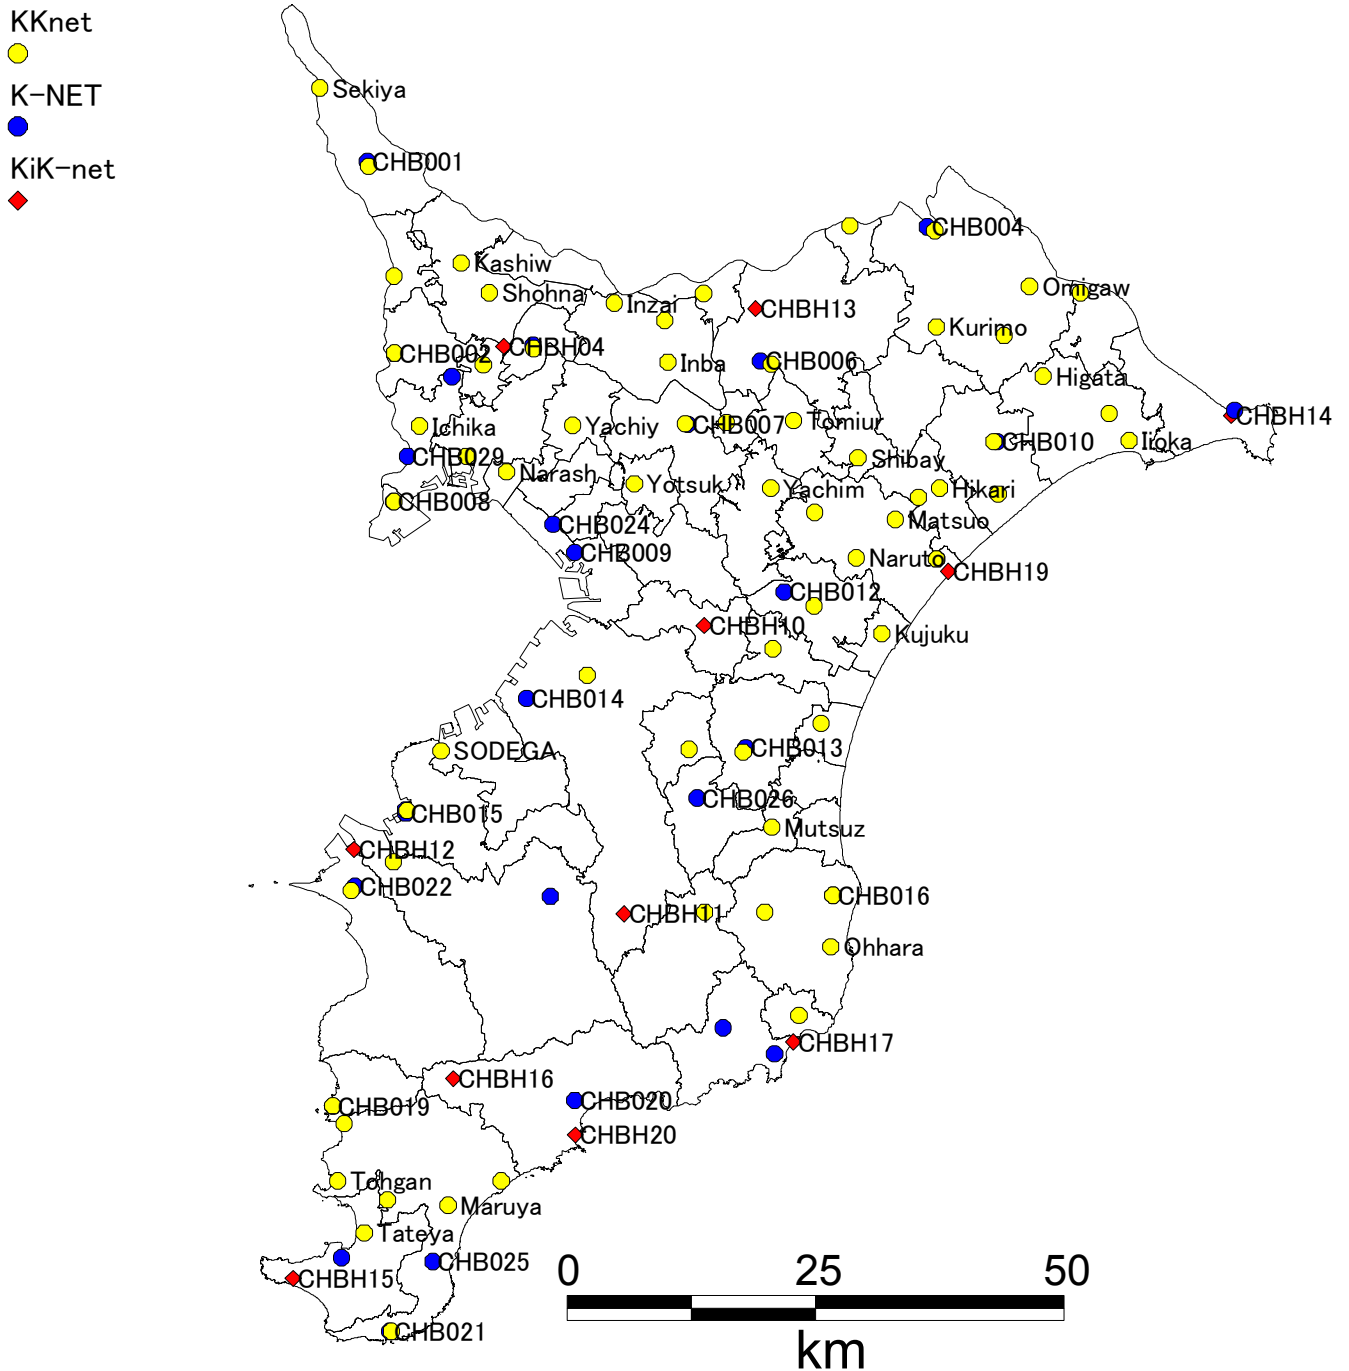 KKnet
K-NET
KiK-net
Sekiya
CHB001
CHB004
Kashiw
Shohna
Inzai
Omigaw
CHBH13
Kurimo
CHBH04
CHB002
Inba
CHB006
Higata
CHBH14
Ichika
Yachiy
CHB007
Tomiur
CHB010
Iioka
CHB029
Shibay
Narash
Yotsuk
Yachim
Hikari
CHB008
Matsuo
CHB024
CHB009
Naruto
CHBH19
CHB012
CHBH10
Kujuku
CHB014
SODEGA
CHB013
CHB026
CHB015
Mutsuz
CHBH12
CHB022
CHB016
CHBH11
Ohhara
CHBH17
CHBH16
CHB019
CHB020
CHBH20
Tohgan
Maruya
Tateya
CHB025
CHBH15
0 25 50
CHB021
km